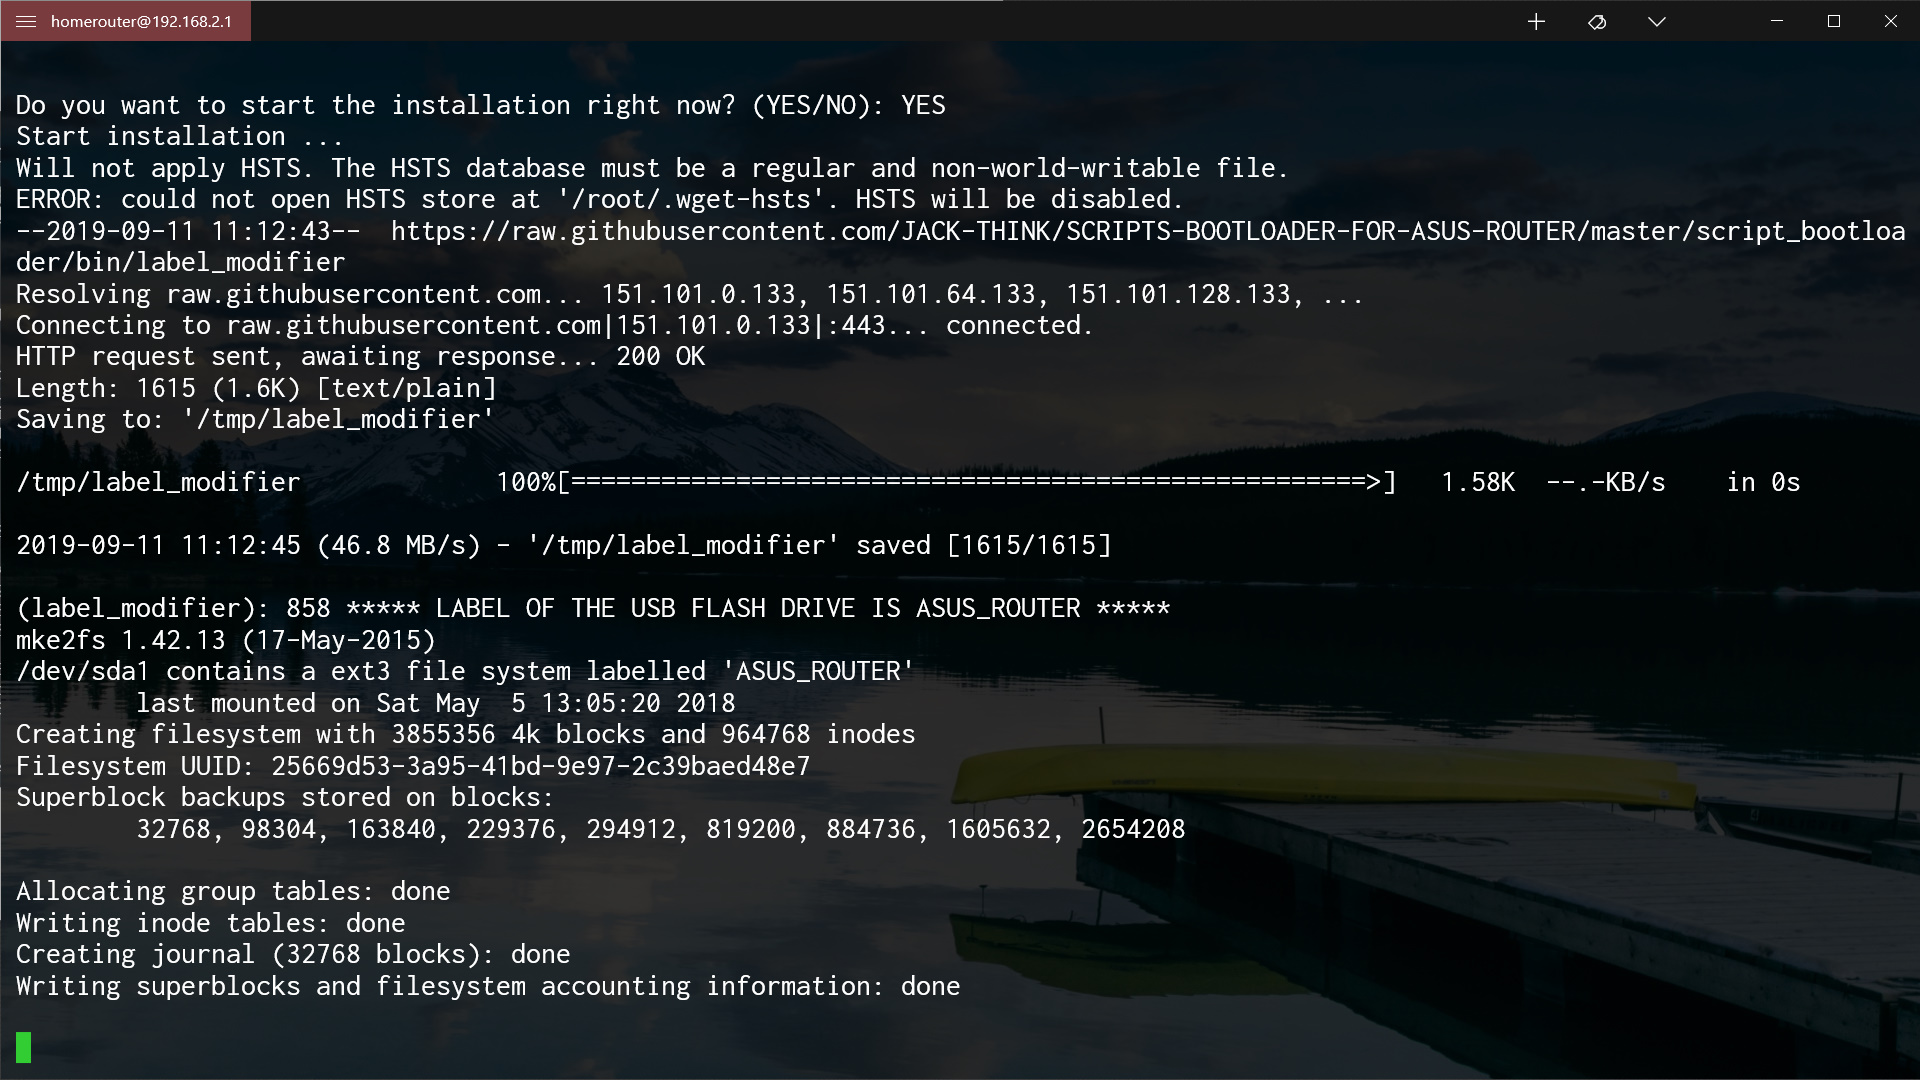 homerouter@192.168.2.1
Do you want to start the installation right now? (YES/NO): YES
Start installation ...
Will not apply HSTS. The HSTS database must be a regular and non-world-writable file.
ERROR: could not open HSTS store at '/root/.wget-hsts'. HSTS will be disabled.
--2019-09-11 11:12:43--  https://raw.githubusercontent.com/JACK-THINK/SCRIPTS-BOOTLOADER-FOR-ASUS-ROUTER/master/script_bootloa
der/bin/label_modifier
Resolving raw.githubusercontent.com... 151.101.0.133, 151.101.64.133, 151.101.128.133, ...
Connecting to raw.githubusercontent.com|151.101.0.133|:443... connected.
HTTP request sent, awaiting response... 200 OK
Length: 1615 (1.6K) [text/plain]
Saving to: '/tmp/label_modifier'
/tmp/label_modifier             100%[=====================================================>]   1.58K  --.-KB/s    in 0s
2019-09-11 11:12:45 (46.8 MB/s) - '/tmp/label_modifier' saved [1615/1615]
(label_modifier): 858 ***** LABEL OF THE USB FLASH DRIVE IS ASUS_ROUTER *****
mke2fs 1.42.13 (17-May-2015)
/dev/sda1 contains a ext3 file system labelled 'ASUS_ROUTER'
        last mounted on Sat May  5 13:05:20 2018
Creating filesystem with 3855356 4k blocks and 964768 inodes
Filesystem UUID: 25669d53-3a95-41bd-9e97-2c39baed48e7
Superblock backups stored on blocks:
        32768, 98304, 163840, 229376, 294912, 819200, 884736, 1605632, 2654208
Allocating group tables: done
Writing inode tables: done
Creating journal (32768 blocks): done
Writing superblocks and filesystem accounting information: done